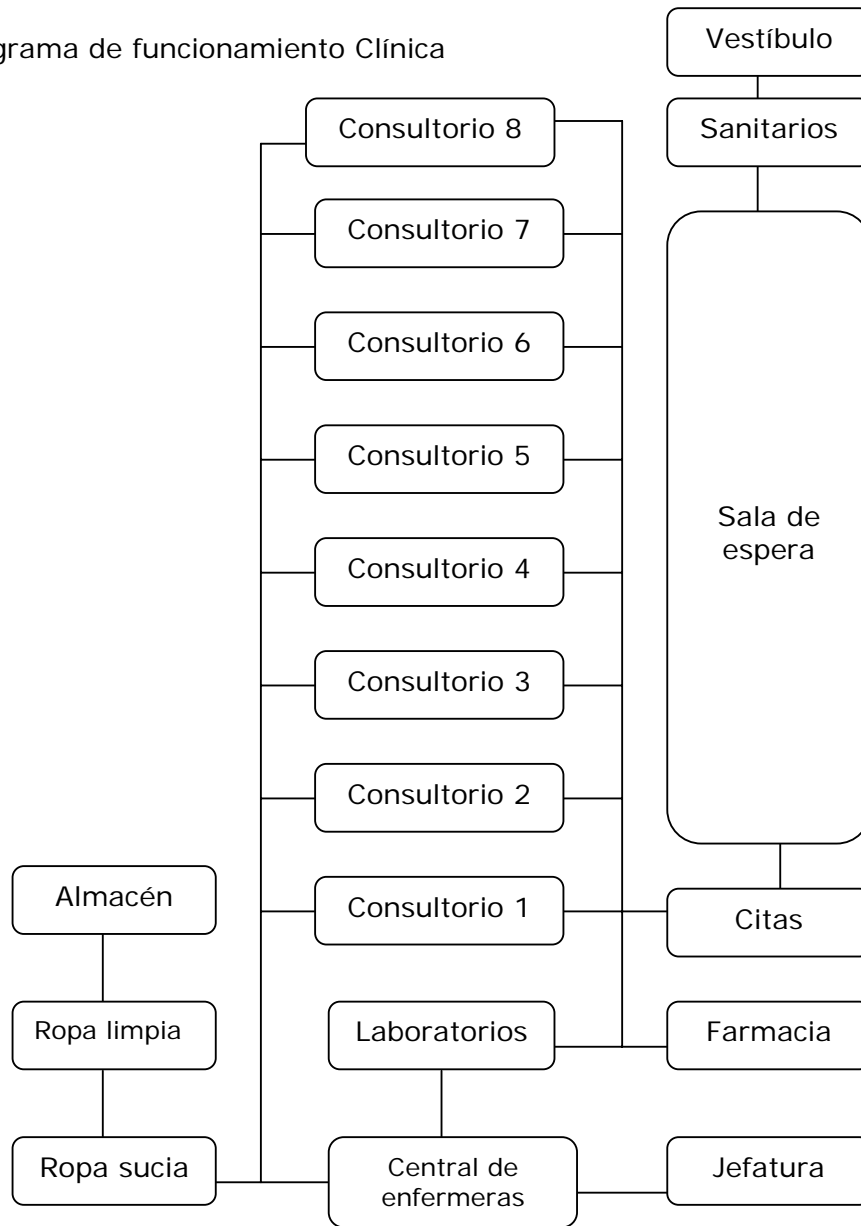 grama de funcionamiento Clínica
Vestíbulo
Consultorio 8
Sanitarios
Consultorio 7
Consultorio 6
Consultorio 5
Sala de
espera
Consultorio 4
Consultorio 3
Consultorio 2
Almacén
Consultorio 1
Citas
Ropa limpia
Laboratorios
Farmacia
Ropa sucia
Central de
enfermeras
Jefatura